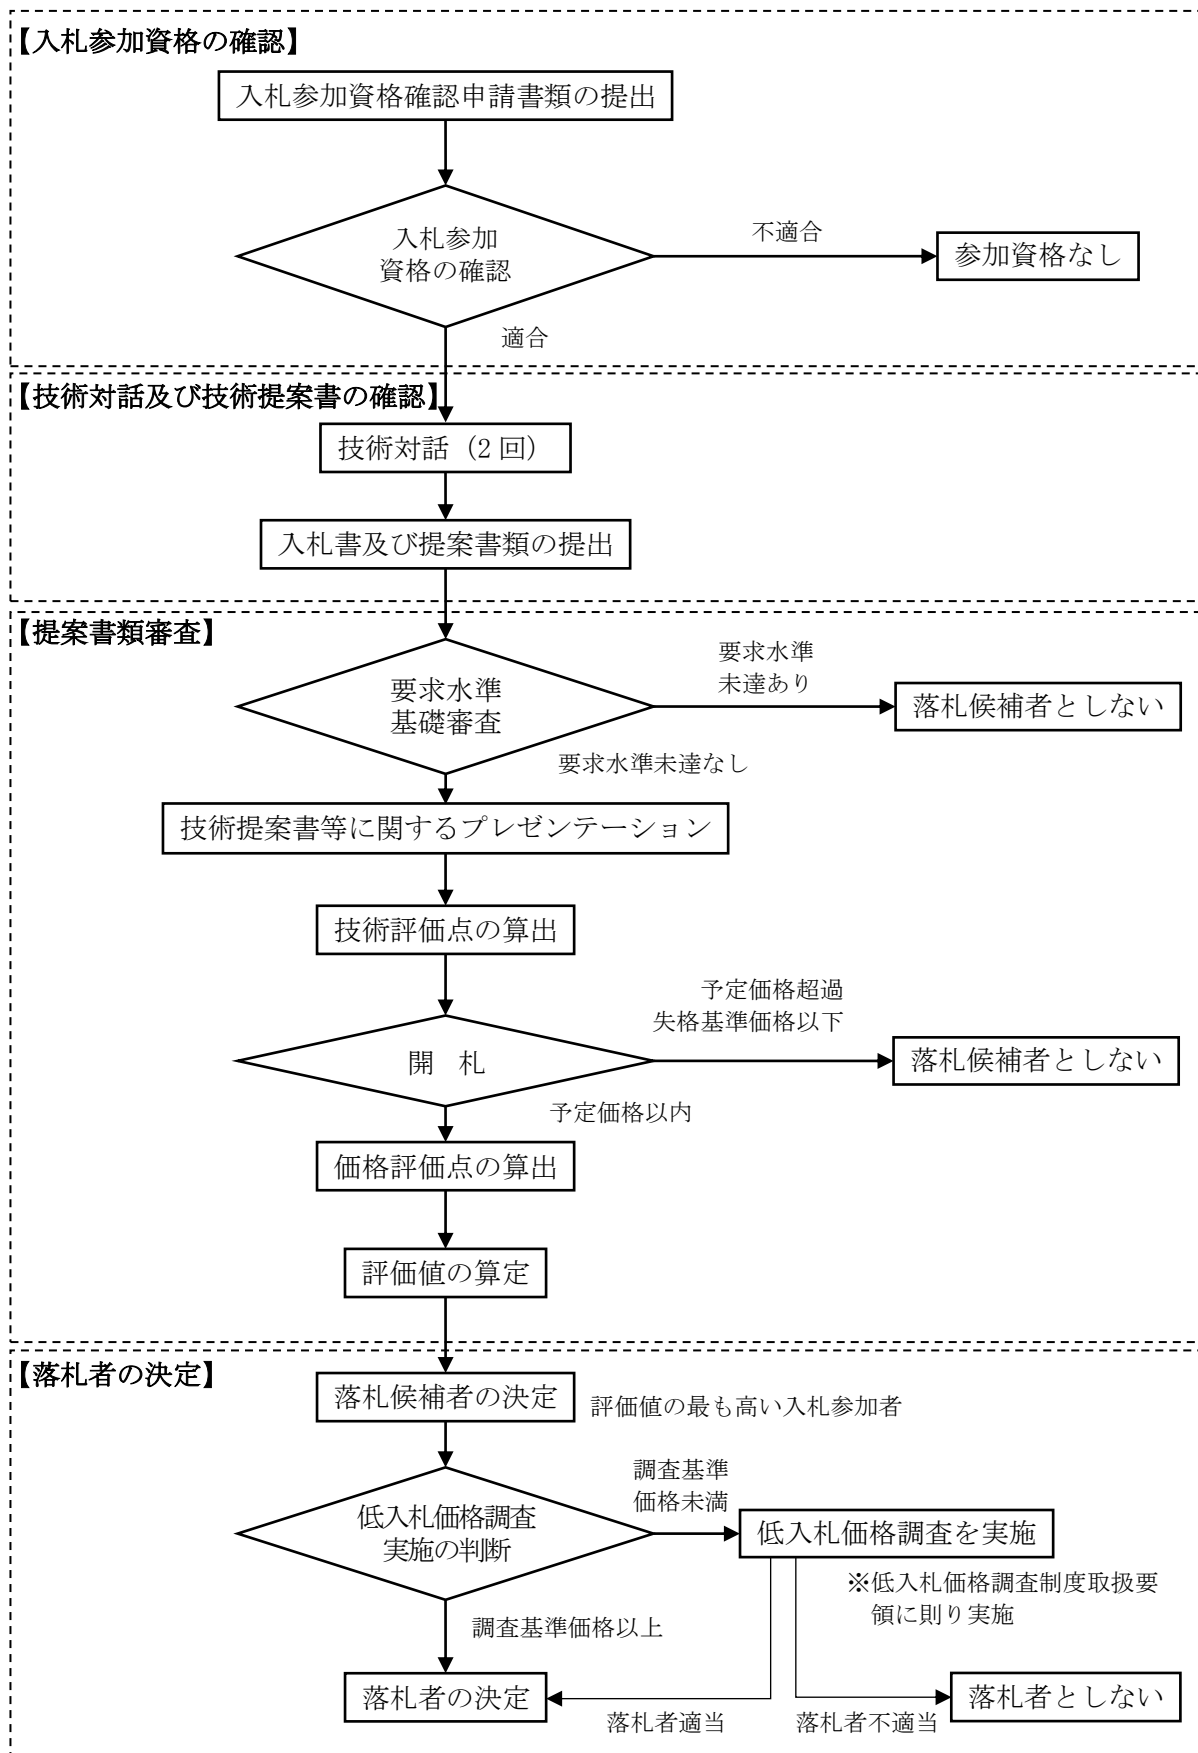 【入札参加資格の確認】
入札参加資格確認申請書類の提出
入札参加
資格の確認
不適合
参加資格なし
適合
【技術対話及び技術提案書の確認】
技術対話（2 回）
入札書及び提案書類の提出
【提案書類審査】
要求水準
基礎審査
要求水準
未達あり
落札候補者としない
要求水準未達なし
技術提案書等に関するプレゼンテーション
技術評価点の算出
予定価格超過
失格基準価格以下
開　札
落札候補者としない
予定価格以内
価格評価点の算出
評価値の算定
【落札者の決定】
落札候補者の決定
評価値の最も高い入札参加者
低入札価格調査
実施の判断
調査基準
価格未満
低入札価格調査を実施
※低入札価格調査制度取扱要
領に則り実施
調査基準価格以上
落札者の決定
落札者適当
落札者不適当
落札者としない